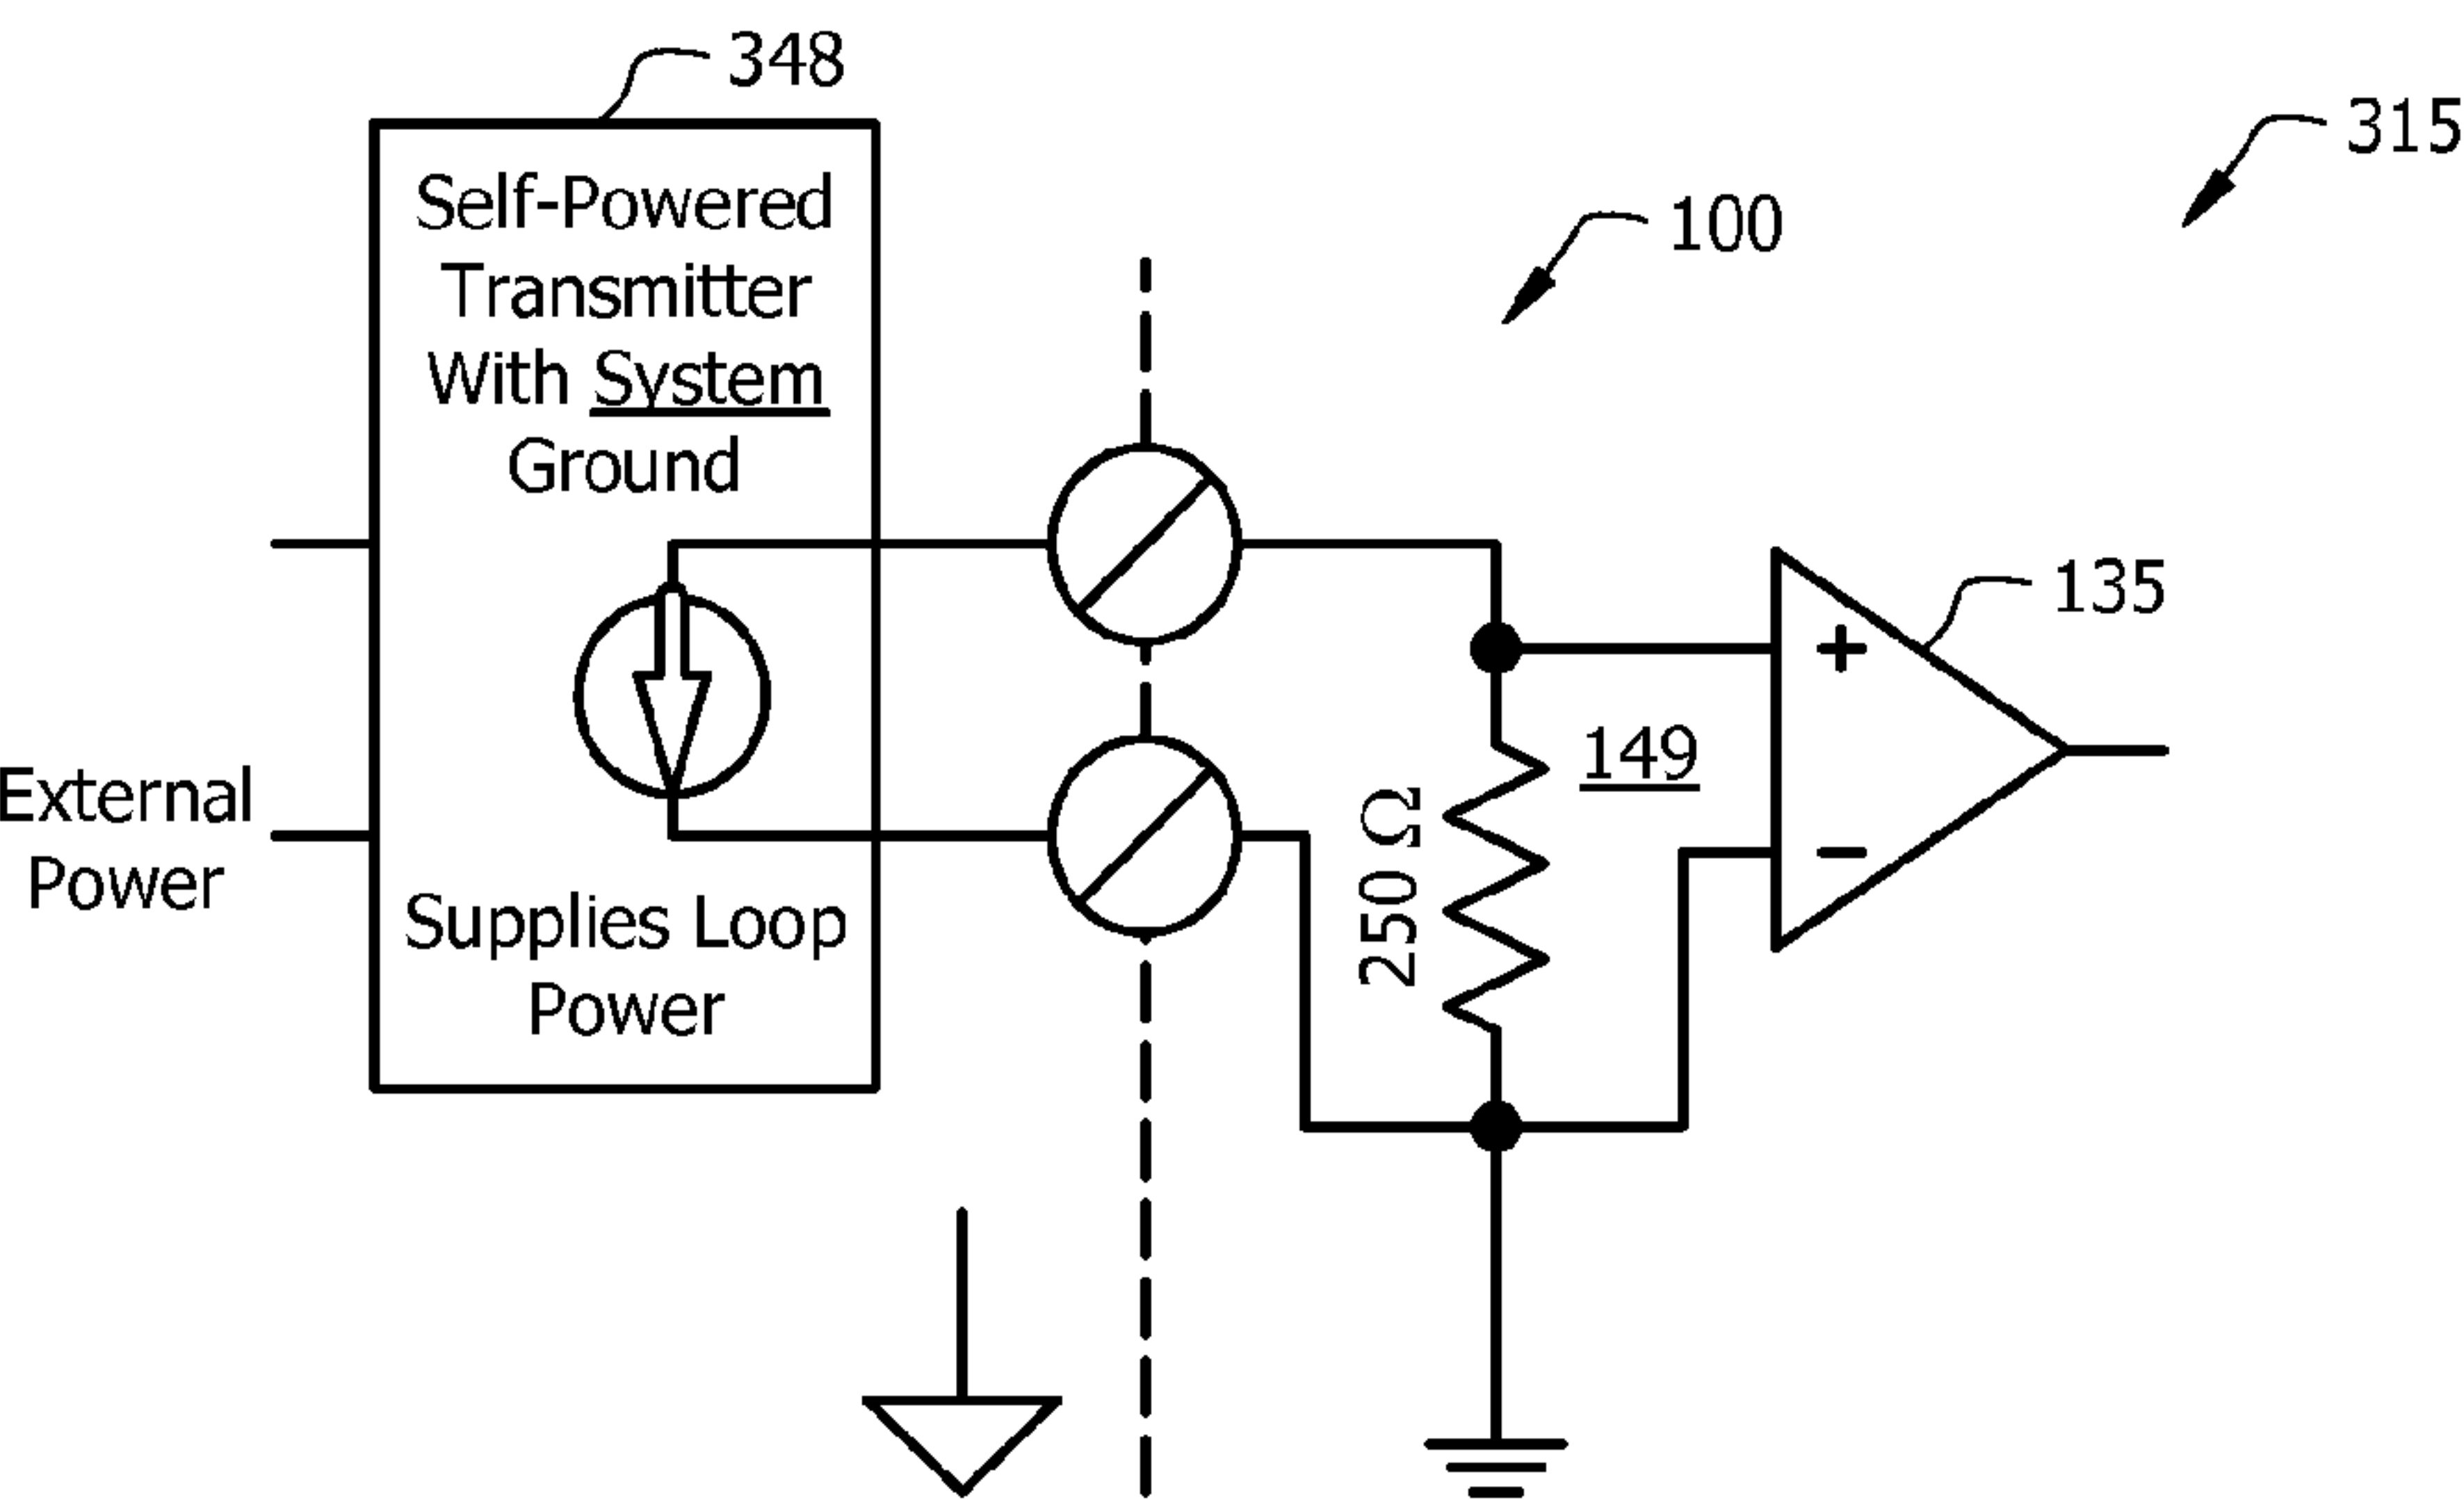 348
315
100
Self-Powered
Transmitter
With System
Ground
135
+
149
External
Power
250 Ω
−
Supplies Loop
Power